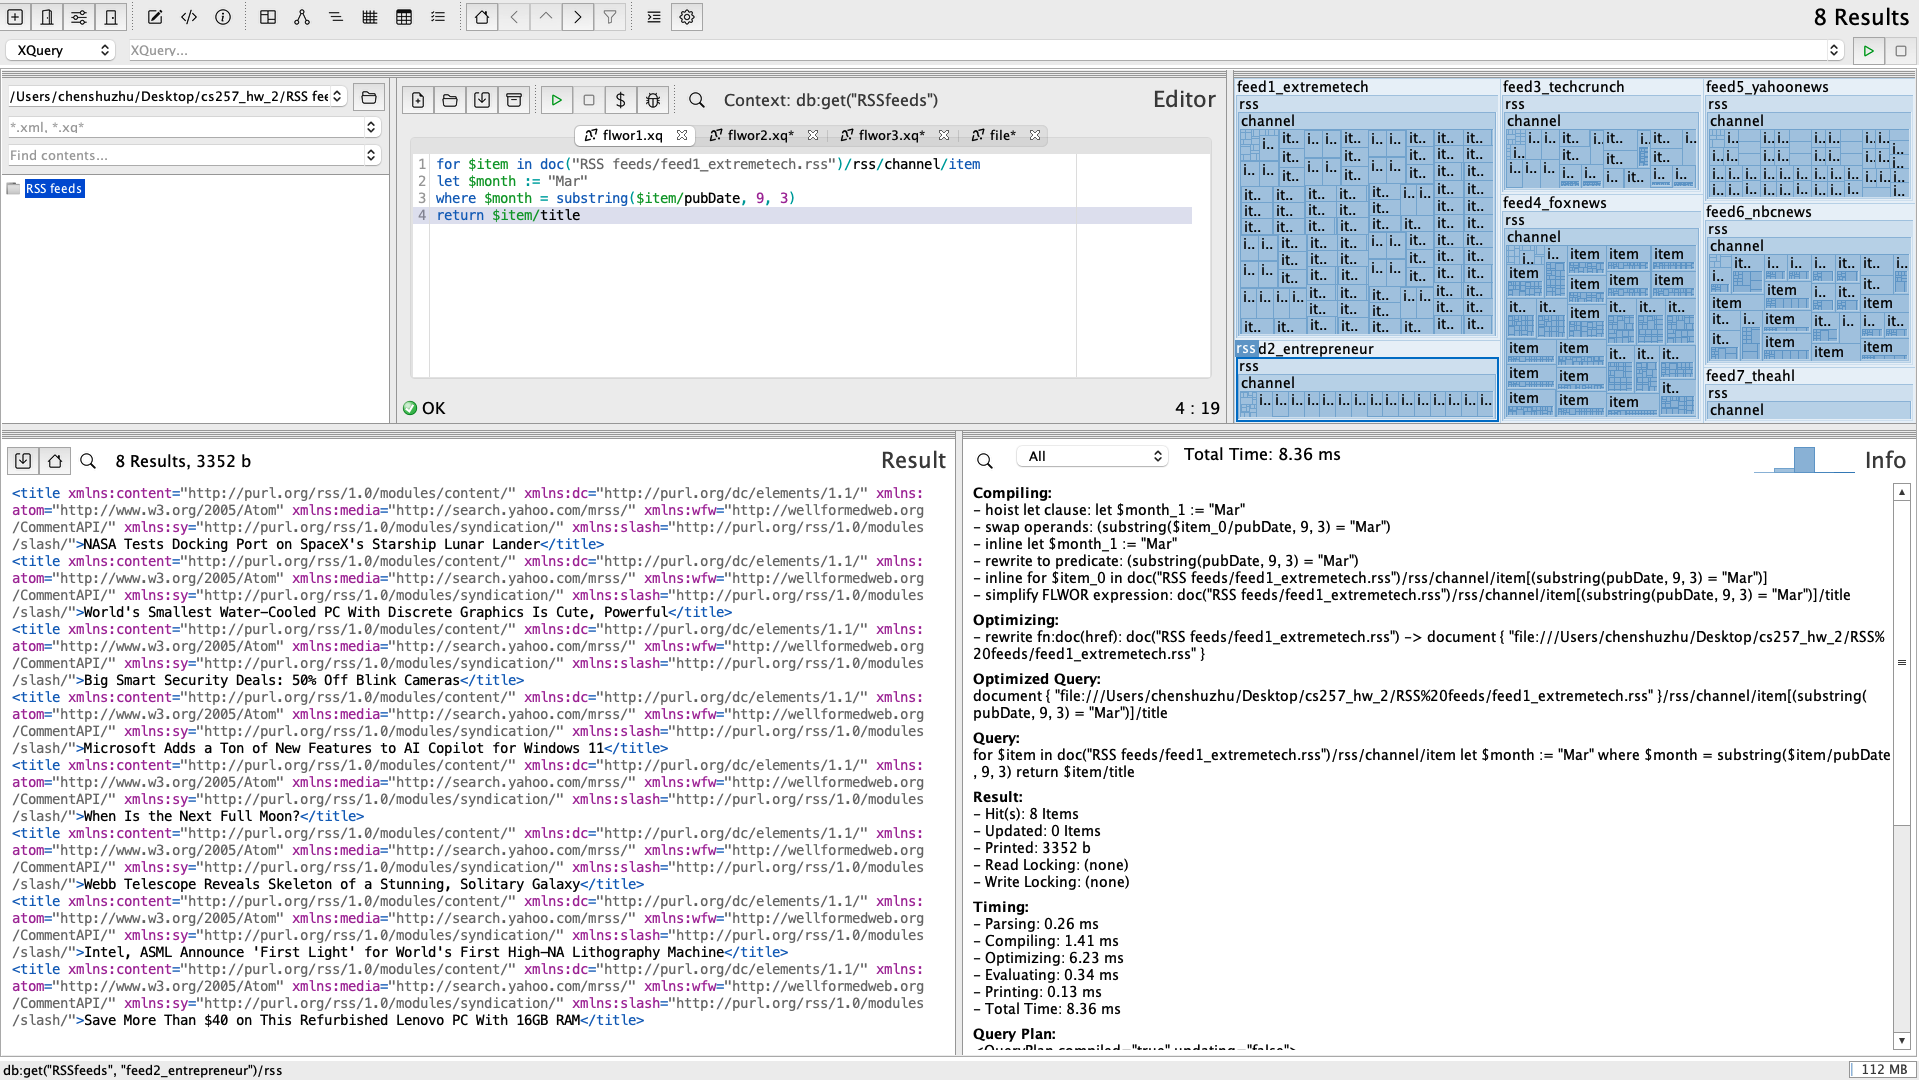 8 Results
XQuery
XQuery...
/Users/chenshuzhu/Desktop/cs257_hw_2/RSS fee
*.xml, *.xq*
Find contents...
RSS feeds
Context: db:get("RSSfeeds")
Editor
flwor1.xq
flwor2.xq*
flwor3.xq*
file*
1 for $item in doc("RSS feeds/feed1_extremetech.rss")/rss/channel/item
2 let $month := "Mar"
3 where $month = substring($item/pubDate, 9, 3)
4 return $item/title
OK
4 : 19
feed1_extremetech
rss
channel
rss d2_entrepreneur
rss
channel
feed3_techcrunch
rss
channel
feed4_foxnews
rss
channel
feed5_yahoonews
rss
channel
feed6_nbcnews
rss
channel
feed7_theahl
rss
channel
8 Results, 3352 b
Result
<title xmlns:content="http://purl.org/rss/1.0/modules/content/" xmlns:dc="http://purl.org/dc/elements/1.1/" xmlns:
atom="http://www.w3.org/2005/Atom" xmlns:media="http://search.yahoo.com/mrss/" xmlns:wfw="http://wellformedweb.org
/CommentAPI/" xmlns:sy="http://purl.org/rss/1.0/modules/syndication/" xmlns:slash="http://purl.org/rss/1.0/modules
/slash/">NASA Tests Docking Port on SpaceX's Starship Lunar Lander</title>
<title xmlns:content="http://purl.org/rss/1.0/modules/content/" xmlns:dc="http://purl.org/dc/elements/1.1/" xmlns:
atom="http://www.w3.org/2005/Atom" xmlns:media="http://search.yahoo.com/mrss/" xmlns:wfw="http://wellformedweb.org
/CommentAPI/" xmlns:sy="http://purl.org/rss/1.0/modules/syndication/" xmlns:slash="http://purl.org/rss/1.0/modules
/slash/">World's Smallest Water-Cooled PC With Discrete Graphics Is Cute, Powerful</title>
<title xmlns:content="http://purl.org/rss/1.0/modules/content/" xmlns:dc="http://purl.org/dc/elements/1.1/" xmlns:
atom="http://www.w3.org/2005/Atom" xmlns:media="http://search.yahoo.com/mrss/" xmlns:wfw="http://wellformedweb.org
/CommentAPI/" xmlns:sy="http://purl.org/rss/1.0/modules/syndication/" xmlns:slash="http://purl.org/rss/1.0/modules
/slash/">Big Smart Security Deals: 50% Off Blink Cameras</title>
<title xmlns:content="http://purl.org/rss/1.0/modules/content/" xmlns:dc="http://purl.org/dc/elements/1.1/" xmlns:
atom="http://www.w3.org/2005/Atom" xmlns:media="http://search.yahoo.com/mrss/" xmlns:wfw="http://wellformedweb.org
/CommentAPI/" xmlns:sy="http://purl.org/rss/1.0/modules/syndication/" xmlns:slash="http://purl.org/rss/1.0/modules
/slash/">Microsoft Adds a Ton of New Features to AI Copilot for Windows 11</title>
<title xmlns:content="http://purl.org/rss/1.0/modules/content/" xmlns:dc="http://purl.org/dc/elements/1.1/" xmlns:
atom="http://www.w3.org/2005/Atom" xmlns:media="http://search.yahoo.com/mrss/" xmlns:wfw="http://wellformedweb.org
/CommentAPI/" xmlns:sy="http://purl.org/rss/1.0/modules/syndication/" xmlns:slash="http://purl.org/rss/1.0/modules
/slash/">When Is the Next Full Moon?</title>
<title xmlns:content="http://purl.org/rss/1.0/modules/content/" xmlns:dc="http://purl.org/dc/elements/1.1/" xmlns:
atom="http://www.w3.org/2005/Atom" xmlns:media="http://search.yahoo.com/mrss/" xmlns:wfw="http://wellformedweb.org
/CommentAPI/" xmlns:sy="http://purl.org/rss/1.0/modules/syndication/" xmlns:slash="http://purl.org/rss/1.0/modules
/slash/">Webb Telescope Reveals Skeleton of a Stunning, Solitary Galaxy</title>
<title xmlns:content="http://purl.org/rss/1.0/modules/content/" xmlns:dc="http://purl.org/dc/elements/1.1/" xmlns:
atom="http://www.w3.org/2005/Atom" xmlns:media="http://search.yahoo.com/mrss/" xmlns:wfw="http://wellformedweb.org
/CommentAPI/" xmlns:sy="http://purl.org/rss/1.0/modules/syndication/" xmlns:slash="http://purl.org/rss/1.0/modules
/slash/">Intel, ASML Announce 'First Light' for World's First High-NA Lithography Machine</title>
<title xmlns:content="http://purl.org/rss/1.0/modules/content/" xmlns:dc="http://purl.org/dc/elements/1.1/" xmlns:
atom="http://www.w3.org/2005/Atom" xmlns:media="http://search.yahoo.com/mrss/" xmlns:wfw="http://wellformedweb.org
/CommentAPI/" xmlns:sy="http://purl.org/rss/1.0/modules/syndication/" xmlns:slash="http://purl.org/rss/1.0/modules
/slash/">Save More Than $40 on This Refurbished Lenovo PC With 16GB RAM</title>
All
Total Time: 8.36 ms
Info
Compiling:
- hoist let clause: let $month_1 := "Mar"
- swap operands: (substring($item_0/pubDate, 9, 3) = "Mar")
- inline let $month_1 := "Mar"
- rewrite to predicate: (substring(pubDate, 9, 3) = "Mar")
- inline for $item_0 in doc("RSS feeds/feed1_extremetech.rss")/rss/channel/item[(substring(pubDate, 9, 3) = "Mar")]
- simplify FLWOR expression: doc("RSS feeds/feed1_extremetech.rss")/rss/channel/item[(substring(pubDate, 9, 3) = "Mar")]/title
Optimizing:
- rewrite fn:doc(href): doc("RSS feeds/feed1_extremetech.rss") -> document { "file:///Users/chenshuzhu/Desktop/cs257_hw_2/RSS%
20feeds/feed1_extremetech.rss" }
Optimized Query:
document { "file:///Users/chenshuzhu/Desktop/cs257_hw_2/RSS%20feeds/feed1_extremetech.rss" }/rss/channel/item[(substring(
pubDate, 9, 3) = "Mar")]/title
Query:
for $item in doc("RSS feeds/feed1_extremetech.rss")/rss/channel/item let $month := "Mar" where $month = substring($item/pubDate
, 9, 3) return $item/title
Result:
- Hit(s): 8 Items
- Updated: 0 Items
- Printed: 3352 b
- Read Locking: (none)
- Write Locking: (none)
Timing:
- Parsing: 0.26 ms
- Compiling: 1.41 ms
- Optimizing: 6.23 ms
- Evaluating: 0.34 ms
- Printing: 0.13 ms
- Total Time: 8.36 ms
Query Plan:
<QueryPlan compiled="true" updating="false">
db:get("RSSfeeds", "feed2_entrepreneur")/rss
112 MB